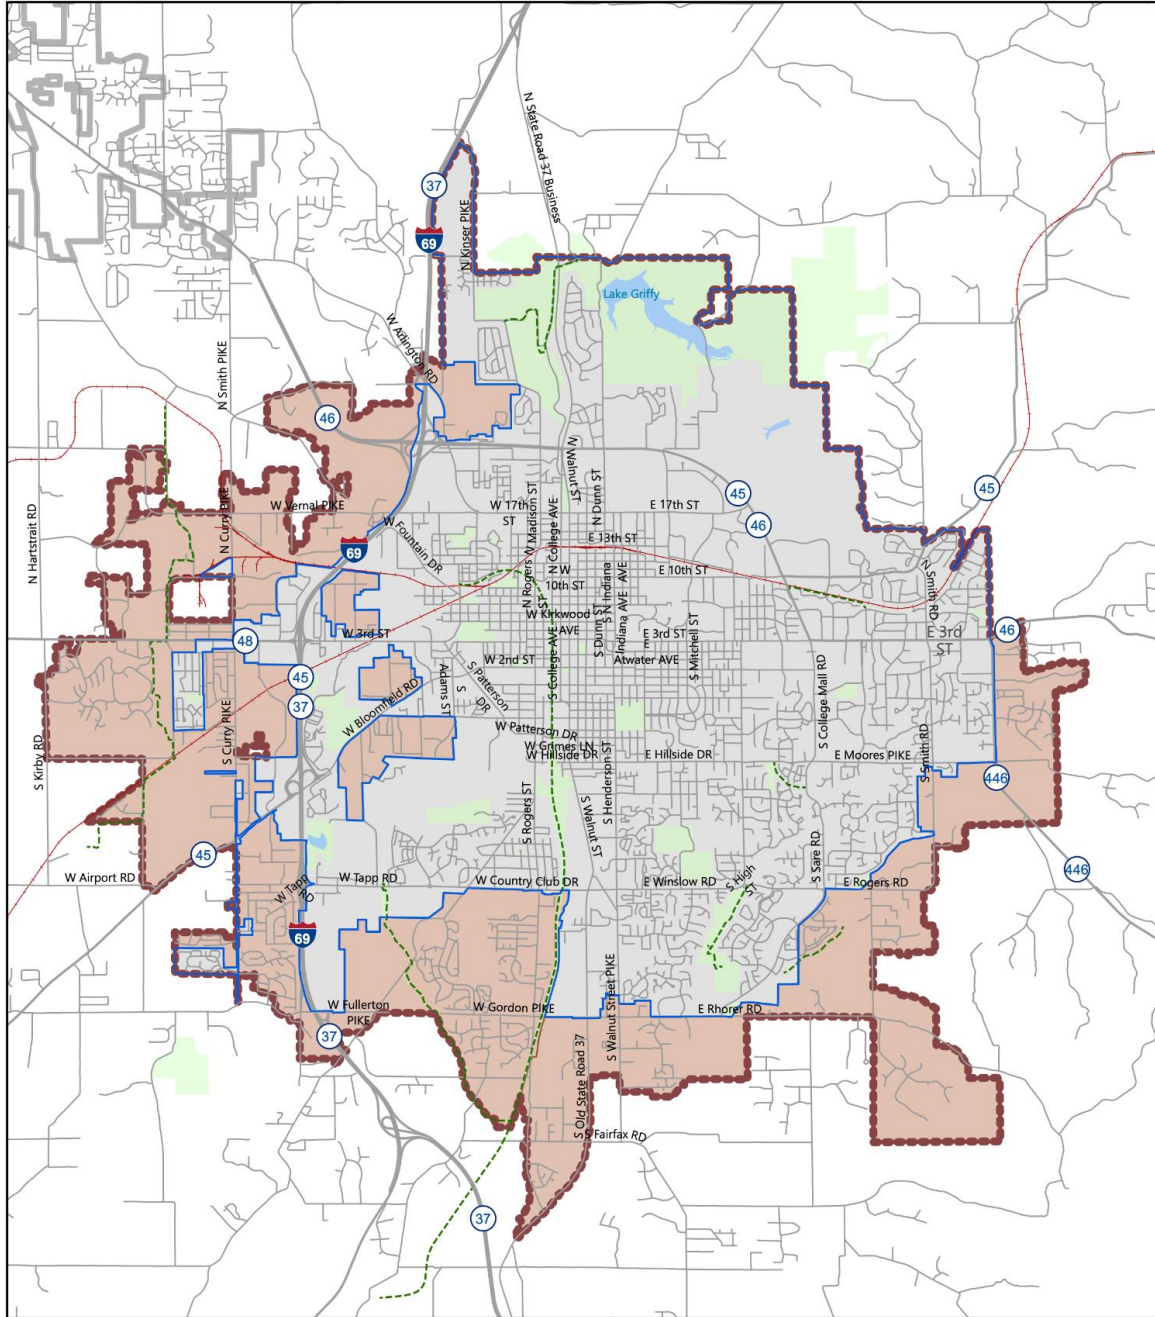 N State Road 37 Business
37
N Kinser PIKE
69
Lake Griffy
W Arlington RD
N Smith PIKE
46
W Walnut ST
N Hartstrait RD
N Curry PIKE
W Vernal PIKE
W 17th
ST
N Madison ST
N College AVE
N Dunn ST
E 17th ST
45
46
45
W Fountain DR
69
E 13th ST
N Rogers
ST
N
W
10th ST
N Indiana
AVE
E 10th ST
N Smith RD
W Kirkwood
AVE
48
W 3rd ST
S Dunn ST
Indiana AVE
E 3rd ST
E
Atwater AVE
S Mitchell ST
E 3rd
ST
46
W 2nd ST
45
37
Adams ST
S
S Patterson
DR
S College AVE
S College Mall RD
W Bloomfield RD
S Curry PIKE
S Kirby RD
W Patterson DR
W Grimes LN
W Hillside DR
S Henderson ST
E Hillside DR
E Moores PIKE
S Smith RD
446
S Rogers ST
S Walnut ST
45
W Airport RD
W Tapp
RD
W Tapp RD
W Country Club DR
E Winslow RD
S High
ST
S Sare RD
E Rogers RD
446
69
W Fullerton
PIKE
W Gordon PIKE
S Walnut Street PIKE
E Rhorer RD
37
S Old State Road 37
S Fairfax RD
37